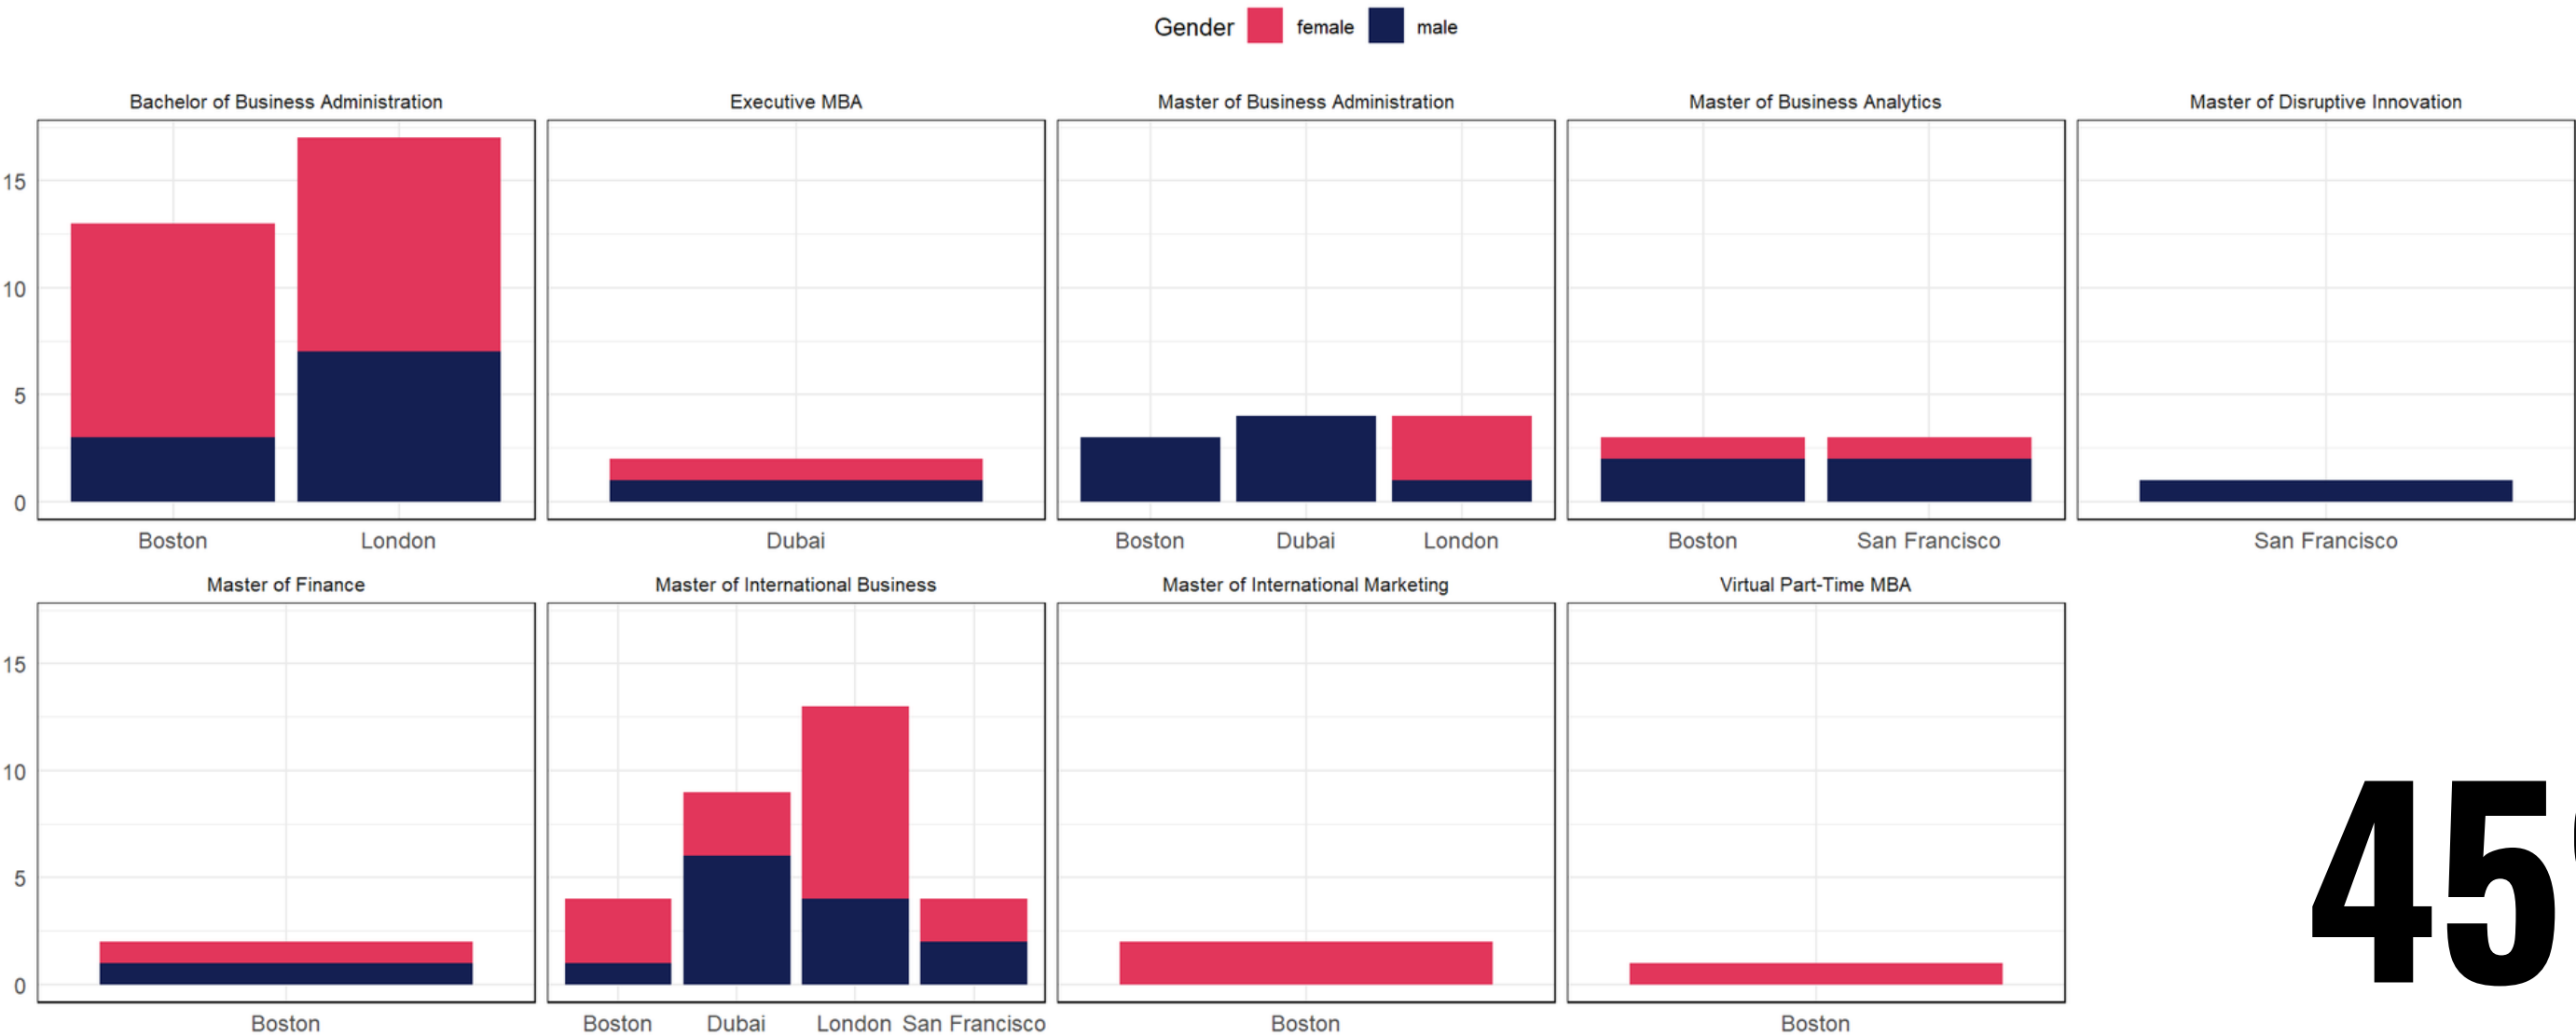 Gender female male
Bachelor of Business Administration
Executive MBA
Master of Business Administration
Master of Business Analytics
Master of Disruptive Innovation
15
10
5
0
Boston London
Dubai
Boston Dubai London
Boston San Francisco
San Francisco
Master of Finance
Master of International Business
Master of International Marketing
Virtual Part-Time MBA
15
10
5
0
Boston
Boston Dubai London San Francisco
Boston
Boston
45